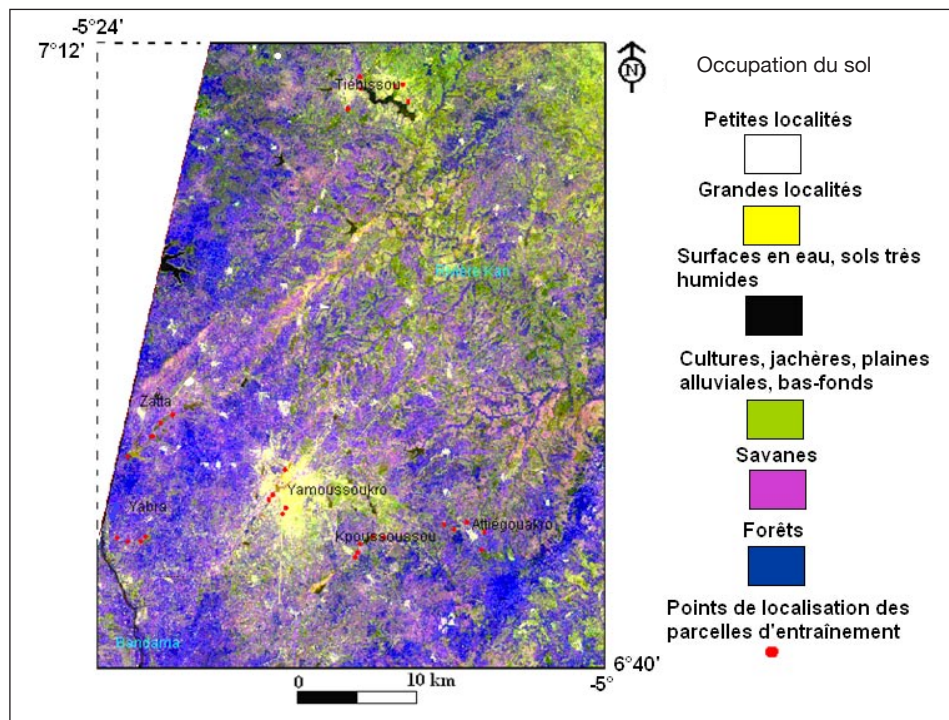 -5°24'
7°12'
N
Occupation du sol
Tiébissou
Petites localités
Grandes localités
Surfaces en eau, sols très
humides
Rivière Kan
Cultures, jachères, plaines
alluviales, bas-fonds
Zatta
Savanes
Yamoussoukro
Yabra
Attiégouakro
Kpoussoussou
Forêts
Points de localisation des
parcelles d'entraînement
Bandama
6°40'
-5°
0
10 km